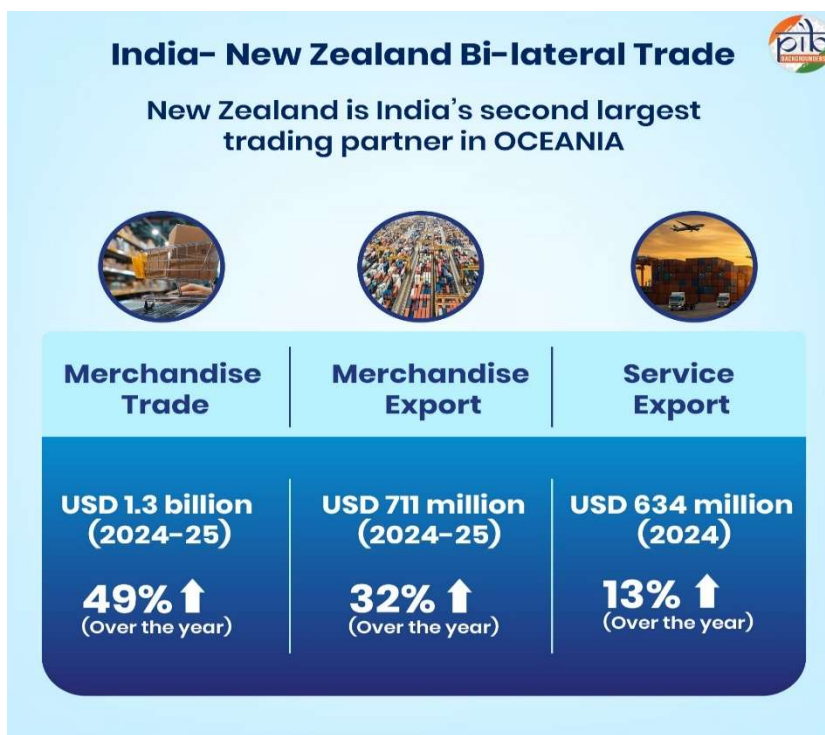 India- New Zealand Bi-lateral Trade
pib
BACKGROUNDERS
New Zealand is India's second largest
trading partner in OCEANIA
Merchandise
Trade
Merchandise
Export
Service
Export
USD 1.3 billion
(2024-25)
USD 711 million
(2024-25)
USD 634 million
(2024)
49%
(Over the year)
32%
(Over the year)
13%
(Over the year)